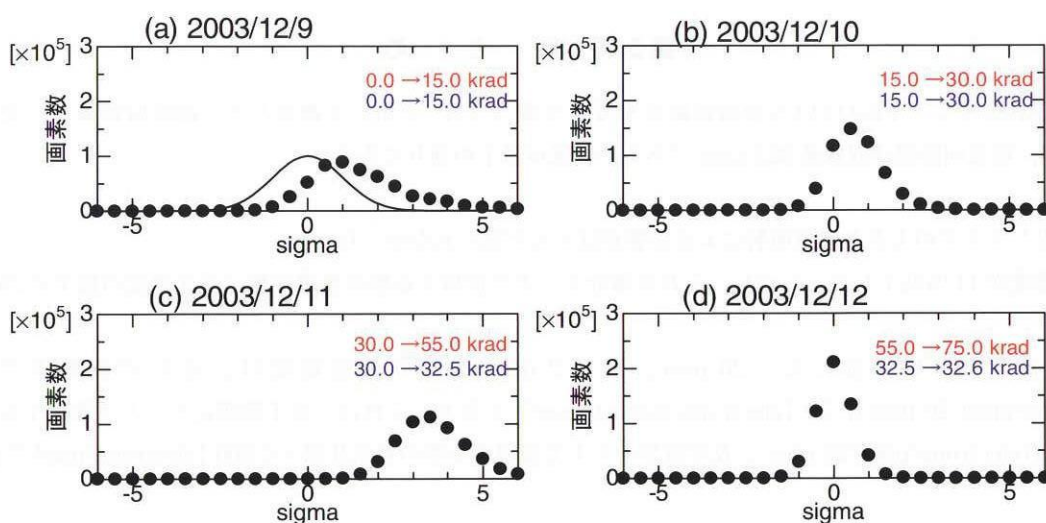 (a) 2003/12/9
[×10⁵]
3
2
1
0
画素数
0.0 →15.0 krad
0.0 →15.0 krad
-5
0
5
sigma
(b) 2003/12/10
[×10⁵]
3
2
1
0
画素数
15.0 →30.0 krad
15.0 →30.0 krad
-5
0
5
sigma
(c) 2003/12/11
[×10⁵]
3
2
1
0
画素数
30.0 →55.0 krad
30.0 →32.5 krad
-5
0
5
sigma
(d) 2003/12/12
[×10⁵]
3
2
1
0
画素数
55.0 →75.0 krad
32.5 →32.6 krad
-5
0
5
sigma